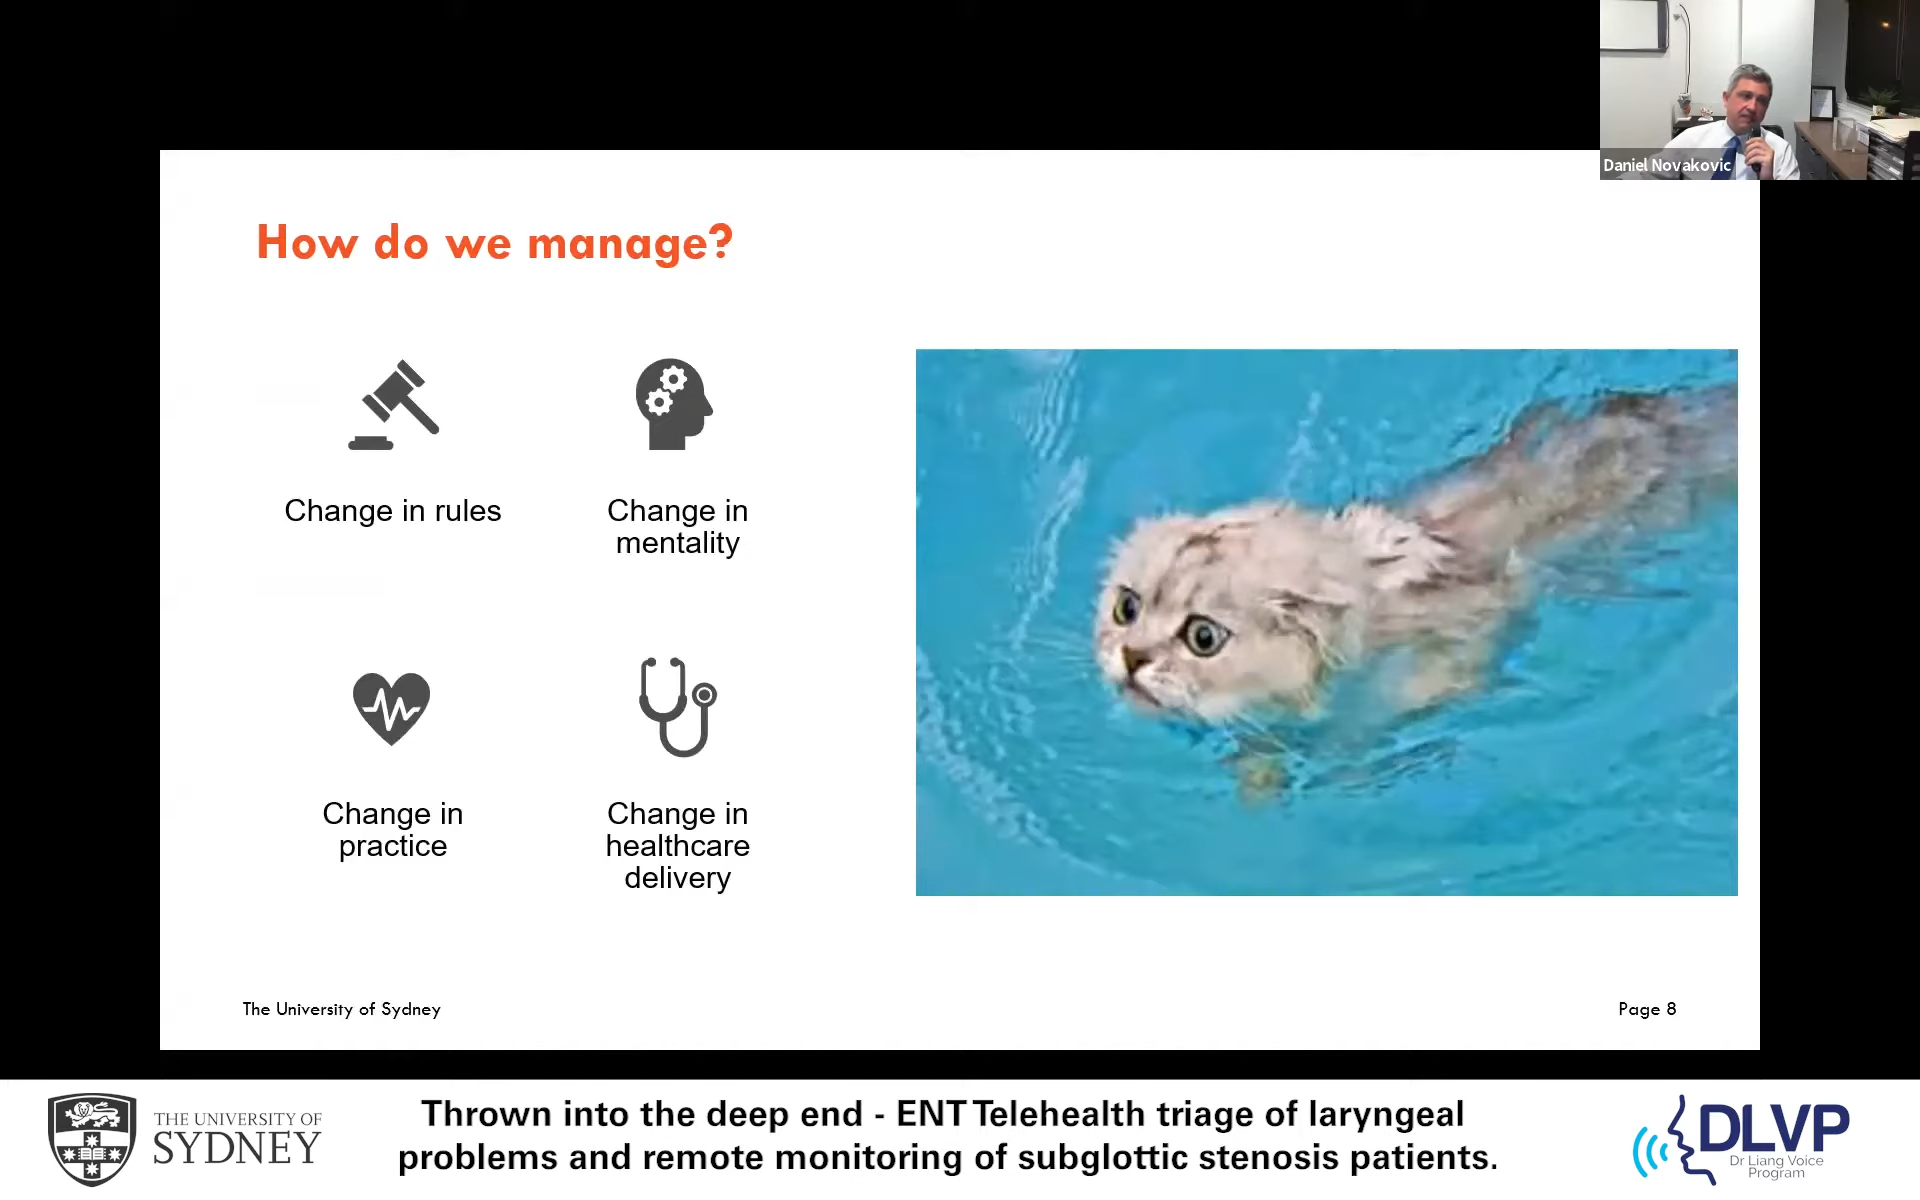 Daniel Novakovic
How do we manage?
Change in rules
Change in
mentality
Change in
practice
Change in
healthcare
delivery
The University of Sydney
Page 8
THE UNIVERSITY OF
SYDNEY
Thrown into the deep end - ENT Telehealth triage of laryngeal
problems and remote monitoring of subglottic stenosis patients.
DLVP
Dr Liang Voice
Program